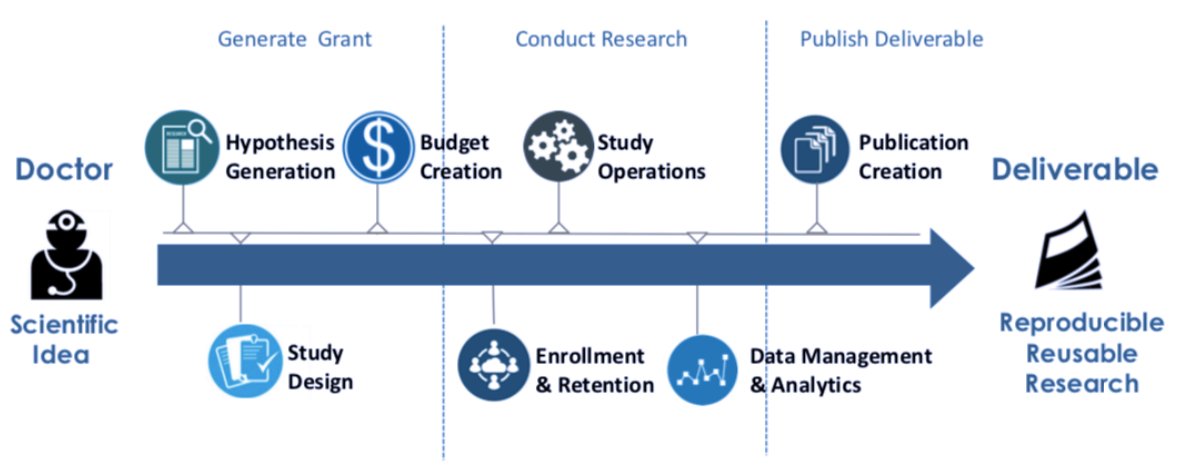 Generate Grant
Conduct Research
Publish Deliverable
Doctor
Scientific
Idea
RESEARCH
Hypothesis
Generation
$
Budget
Creation
Study
Operations
Publication
Creation
Study
Design
Enrollment
& Retention
Data Management
& Analytics
Deliverable
Reproducible
Reusable
Research